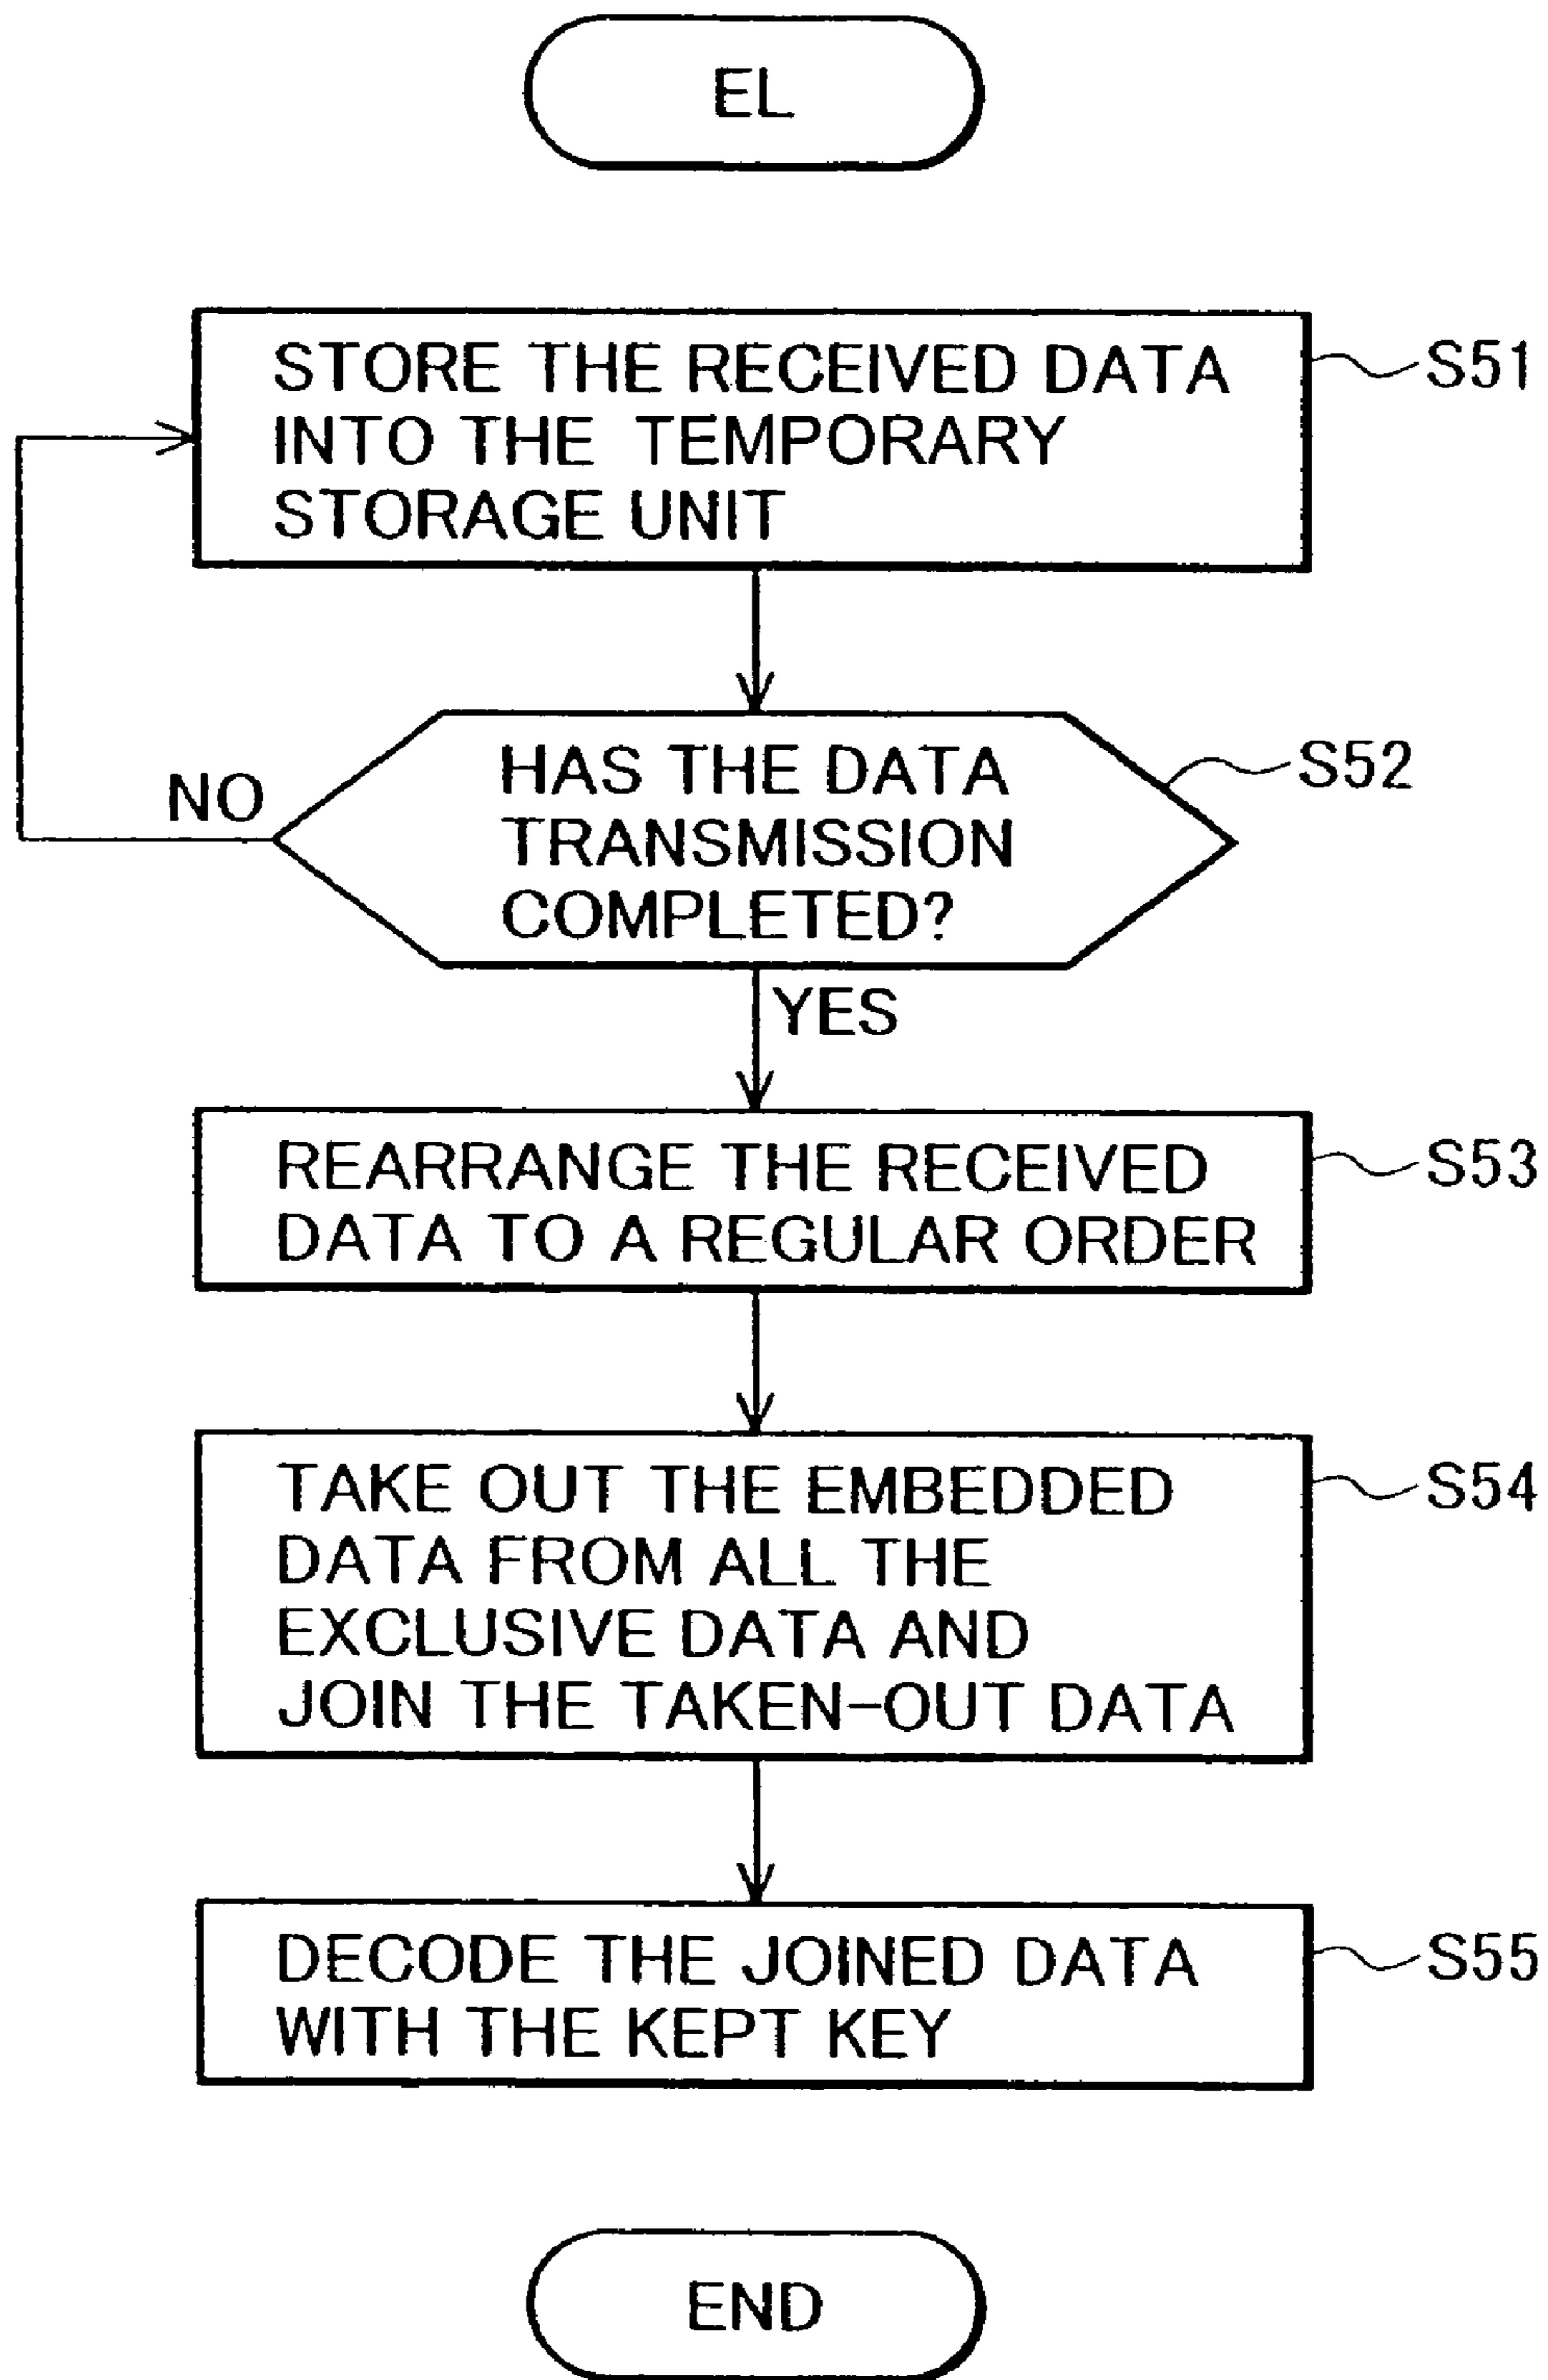 EL
STORE THE RECEIVED DATA
INTO THE TEMPORARY
STORAGE UNIT
S51
HAS THE DATA
TRANSMISSION
COMPLETED?
S52
NO
YES
REARRANGE THE RECEIVED
DATA TO A REGULAR ORDER
S53
TAKE OUT THE EMBEDDED
DATA FROM ALL THE
EXCLUSIVE DATA AND
JOIN THE TAKEN-OUT DATA
S54
DECODE THE JOINED DATA
WITH THE KEPT KEY
S55
END